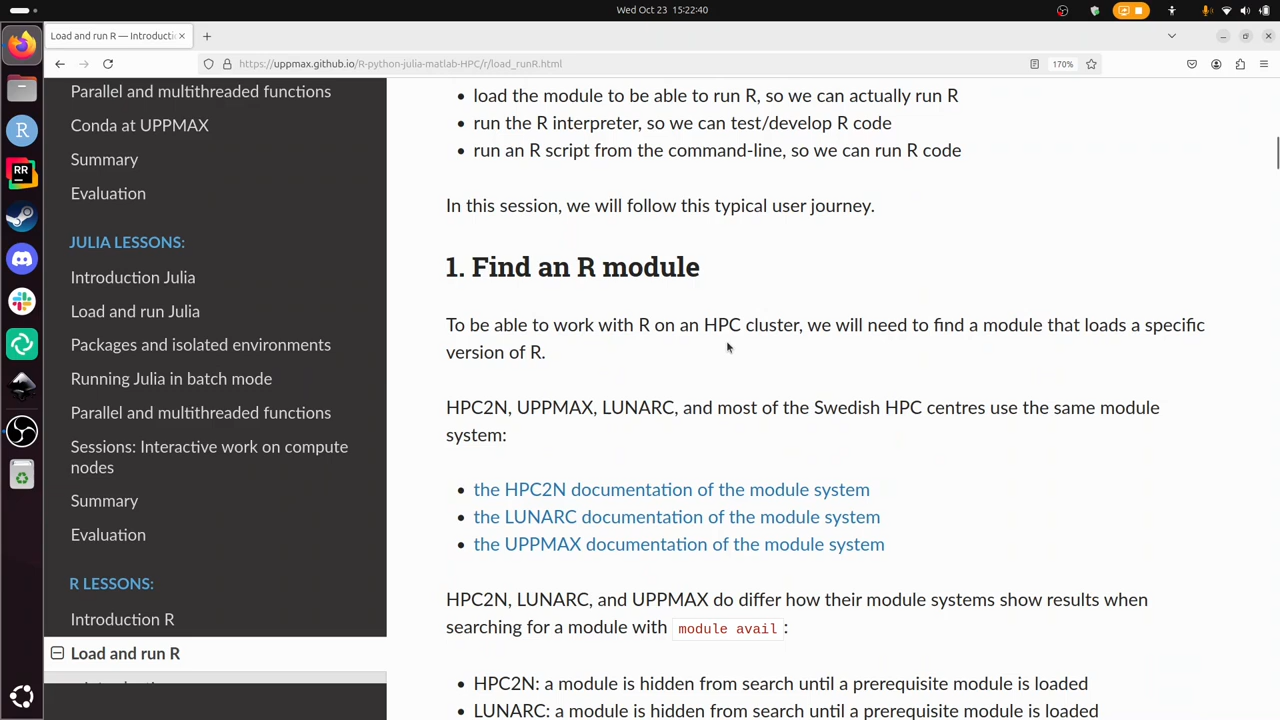 Wed Oct 23 15:22:40
Load and run R — Introducti
https://uppmax.github.io/R-python-julia-matlab-HPC/r/load_runR.html
170%
Parallel and multithreaded functions
Conda at UPPMAX
Summary
Evaluation
JULIA LESSONS:
Introduction Julia
Load and run Julia
Packages and isolated environments
Running Julia in batch mode
Parallel and multithreaded functions
Sessions: Interactive work on compute
nodes
Summary
Evaluation
R LESSONS:
Introduction R
Load and run R
load the module to be able to run R, so we can actually run R
run the R interpreter, so we can test/develop R code
run an R script from the command-line, so we can run R code
In this session, we will follow this typical user journey.
1. Find an R module
To be able to work with R on an HPC cluster, we will need to find a module that loads a specific
version of R.
HPC2N, UPPMAX, LUNARC, and most of the Swedish HPC centres use the same module
system:
the HPC2N documentation of the module system
the LUNARC documentation of the module system
the UPPMAX documentation of the module system
HPC2N, LUNARC, and UPPMAX do differ how their module systems show results when
searching for a module with module avail:
HPC2N: a module is hidden from search until a prerequisite module is loaded
LUNARC: a module is hidden from search until a prerequisite module is loaded
R
RR